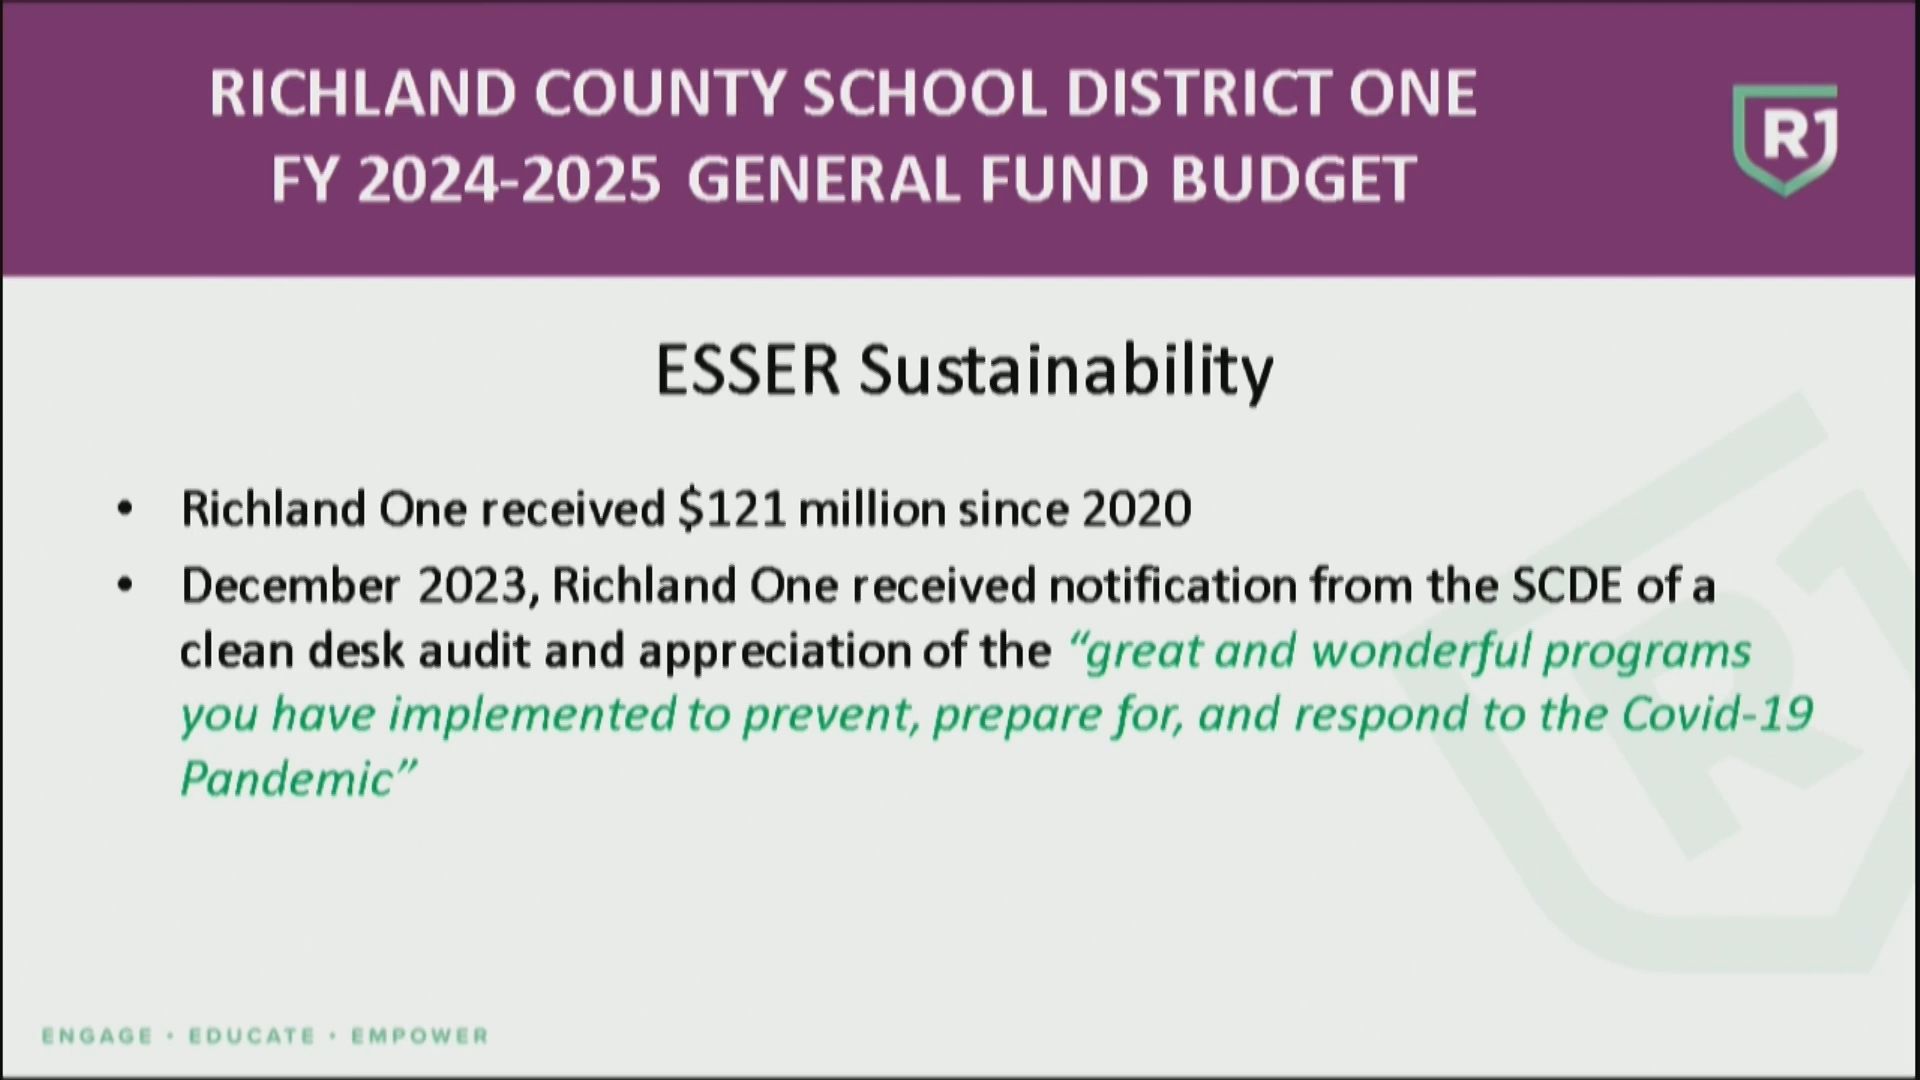 RICHLAND COUNTY SCHOOL DISTRICT ONE
FY 2024-2025 GENERAL FUND BUDGET
R1
ESSER Sustainability
• Richland One received $121 million since 2020
• December 2023, Richland One received notification from the SCDE of a
clean desk audit and appreciation of the “great and wonderful programs
you have implemented to prevent, prepare for, and respond to the Covid-19
Pandemic”
R1
ENGAGE • EDUCATE • EMPOWER